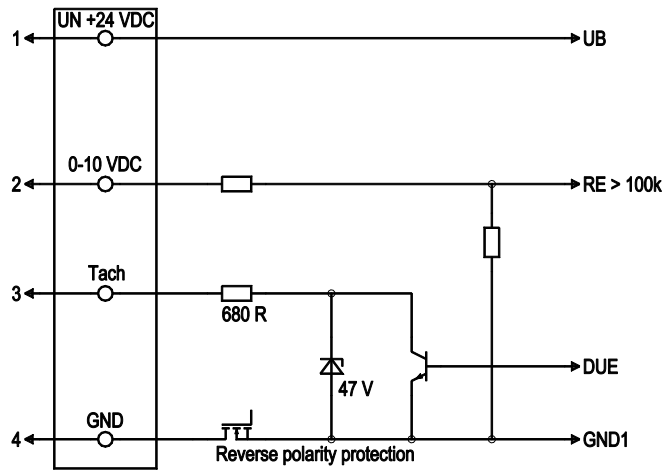 UN +24 VDC
1
UB
0-10 VDC
2
RE > 100k
Tach
3
680 R
47 V
DUE
GND
4
GND1
Reverse polarity protection